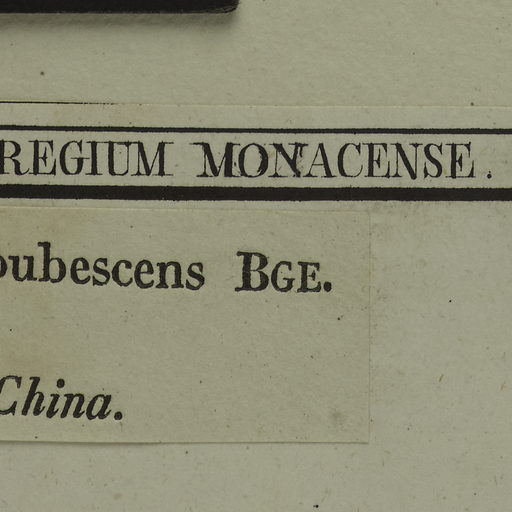 REGIUM MONACENSE.
pubescens BGE.
China.